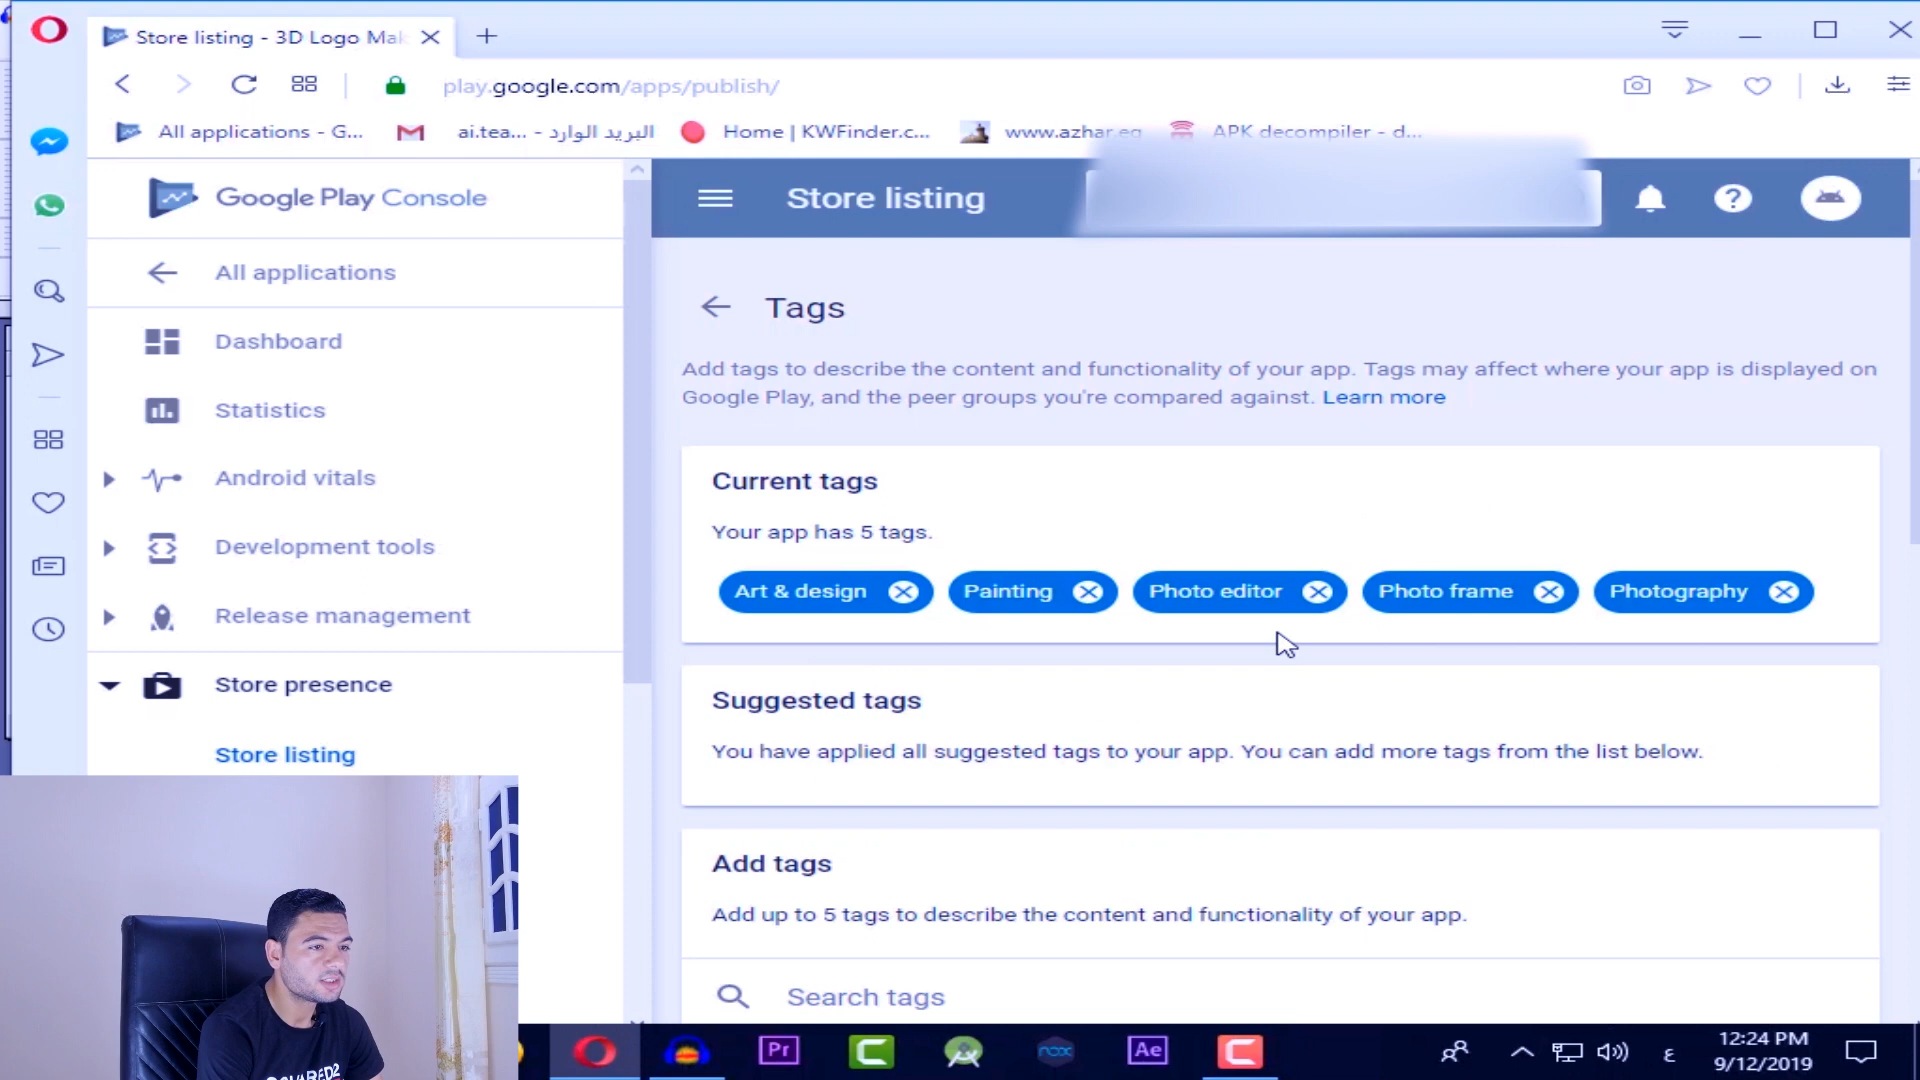 Store listing - 3D Logo Mak
play.google.com/apps/publish/
All applications - G...
ai.tea... - البريد الوارد
Home | KWFinder.c...
www.azhar.eg
APK decompiler - d...
Google Play Console
Store listing
All applications
Dashboard
Statistics
Android vitals
Development tools
Release management
Store presence
Store listing
Tags
Add tags to describe the content and functionality of your app. Tags may affect where your app is displayed on
Google Play, and the peer groups you're compared against. Learn more
Current tags
Your app has 5 tags.
Art & design
Painting
Photo editor
Photo frame
Photography
Suggested tags
You have applied all suggested tags to your app. You can add more tags from the list below.
Add tags
Add up to 5 tags to describe the content and functionality of your app.
Search tags
Pr
Ae
nox
ع
12:24 PM
9/12/2019